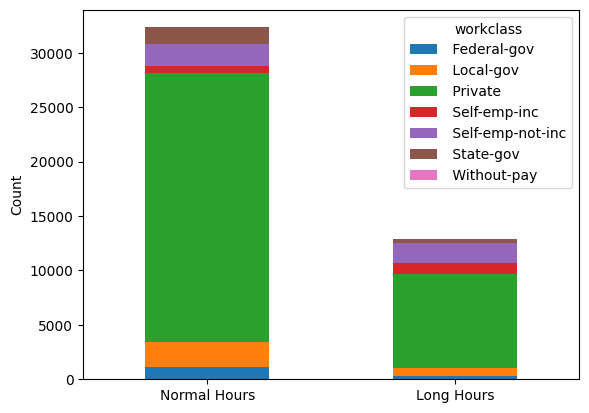 workclass
Federal-gov
Local-gov
Private
Self-emp-inc
Self-emp-not-inc
State-gov
Without-pay
Count
30000
25000
20000
15000
10000
5000
0
Normal Hours
Long Hours